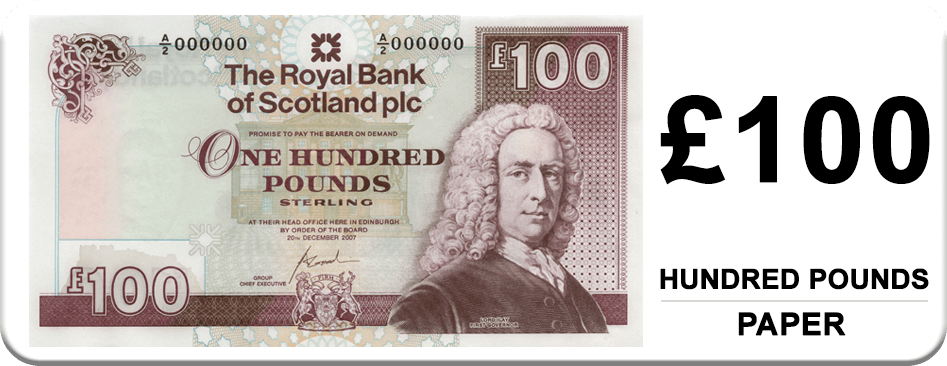 A/2 000000
A/2 000000
£100
The Royal Bank
of Scotland plc
PROMISE TO PAY THE BEARER ON DEMAND
ONE HUNDRED
POUNDS
STERLING
AT THEIR HEAD OFFICE HERE IN EDINBURGH
BY ORDER OF THE BOARD
20TH DECEMBER 2007
GROUP
CHIEF EXECUTIVE
FIRM
£100
LORD ILAY
FIRST GOVERNOR
£100
HUNDRED POUNDS
PAPER